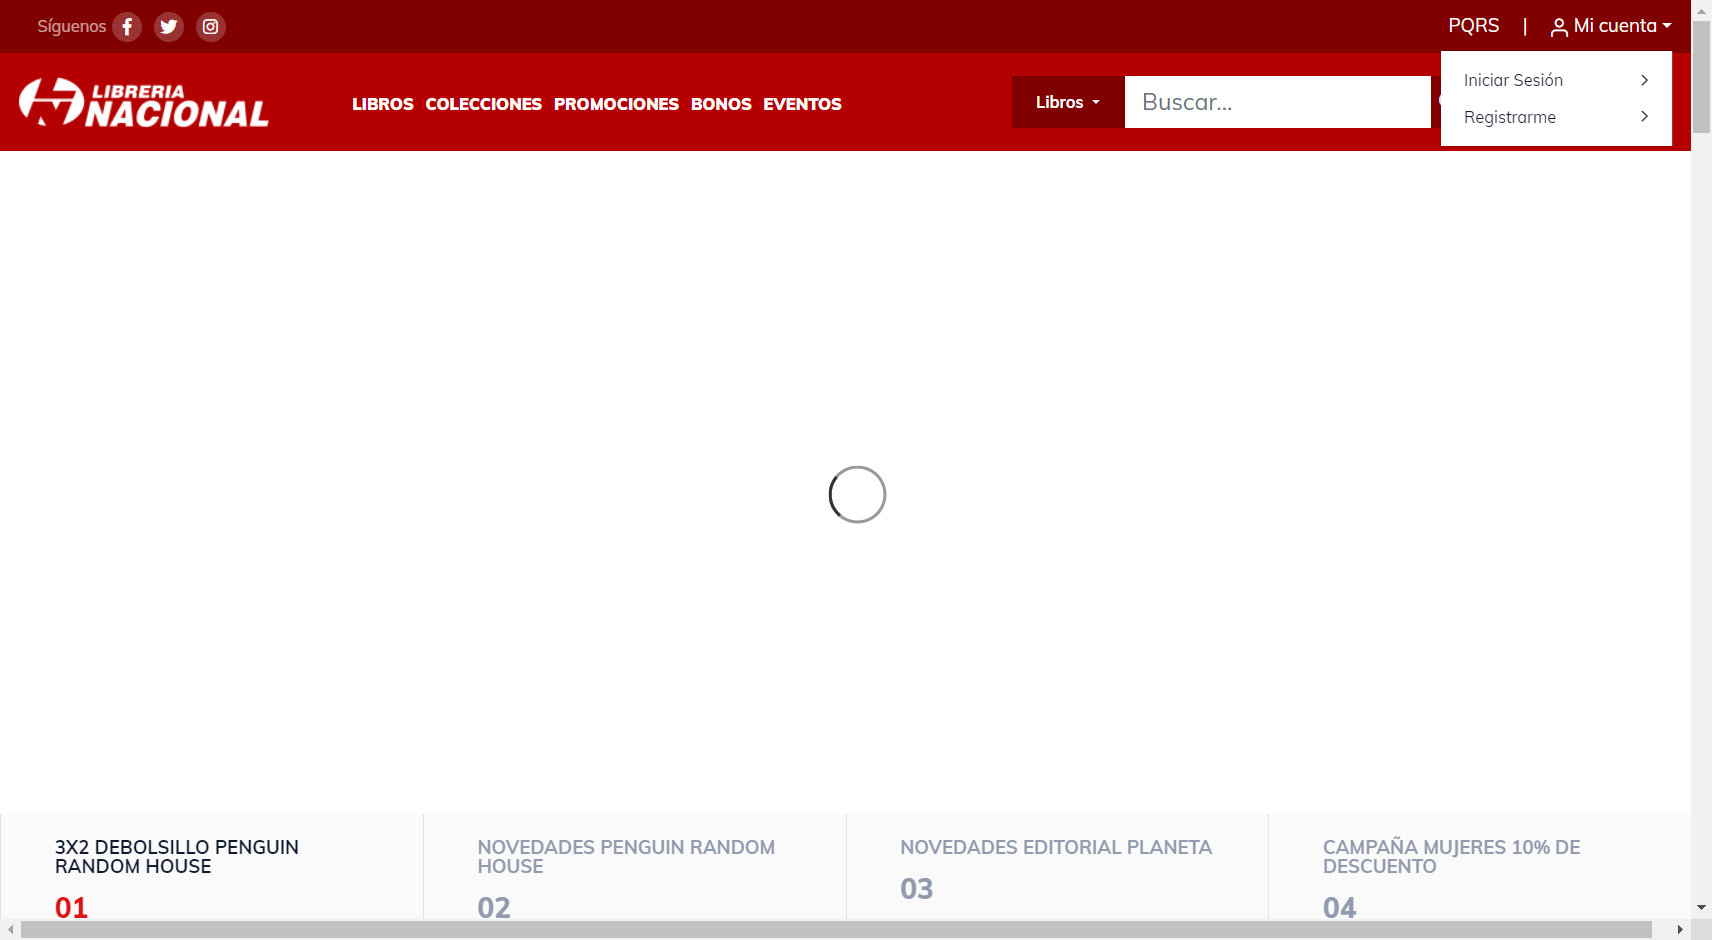 Síguenos
PQRS | Mi cuenta
Iniciar Sesión
Registrarme
LIBRERIA
NACIONAL
LIBROS COLECCIONES PROMOCIONES BONOS EVENTOS
Libros
Buscar...
3X2 DEBOLSILLO PENGUIN
RANDOM HOUSE
01
NOVEDADES PENGUIN RANDOM
HOUSE
02
NOVEDADES EDITORIAL PLANETA
03
CAMPAÑA MUJERES 10% DE
DESCUENTO
04